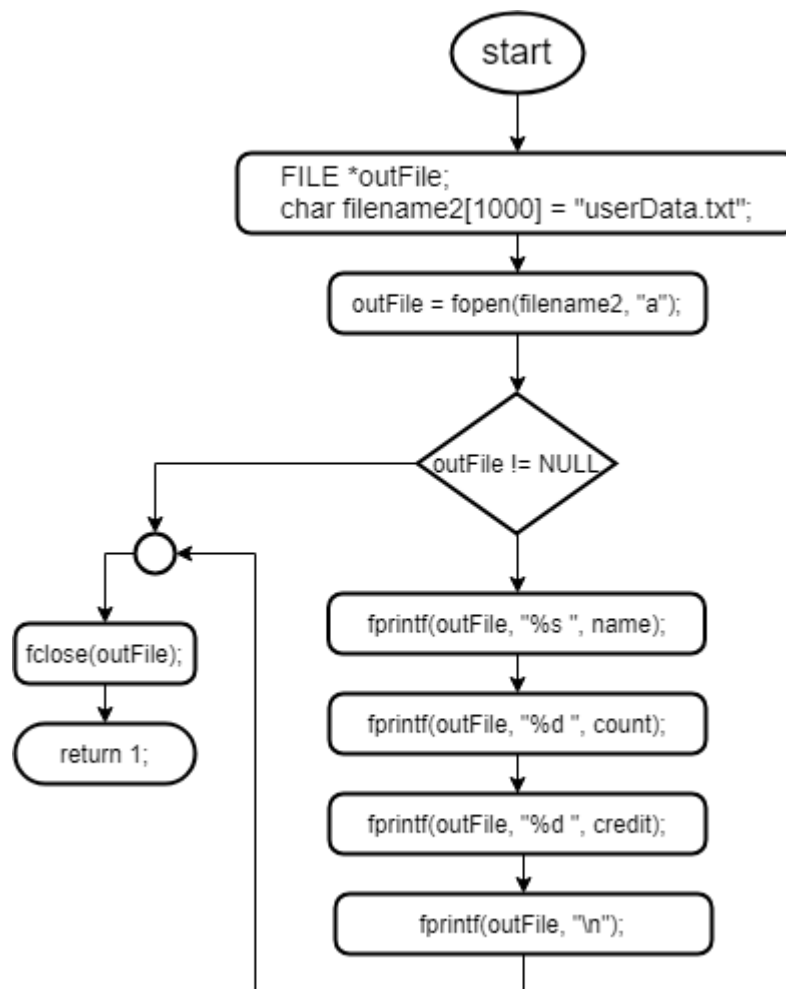 start
FILE *outFile;
char filename2[1000] = "userData.txt";
outFile = fopen(filename2, "a");
outFile != NULL
fprintf(outFile, "%s ", name);
fclose(outFile);
fprintf(outFile, "%d ", count);
return 1;
fprintf(outFile, "%d ", credit);
fprintf(outFile, "\n");